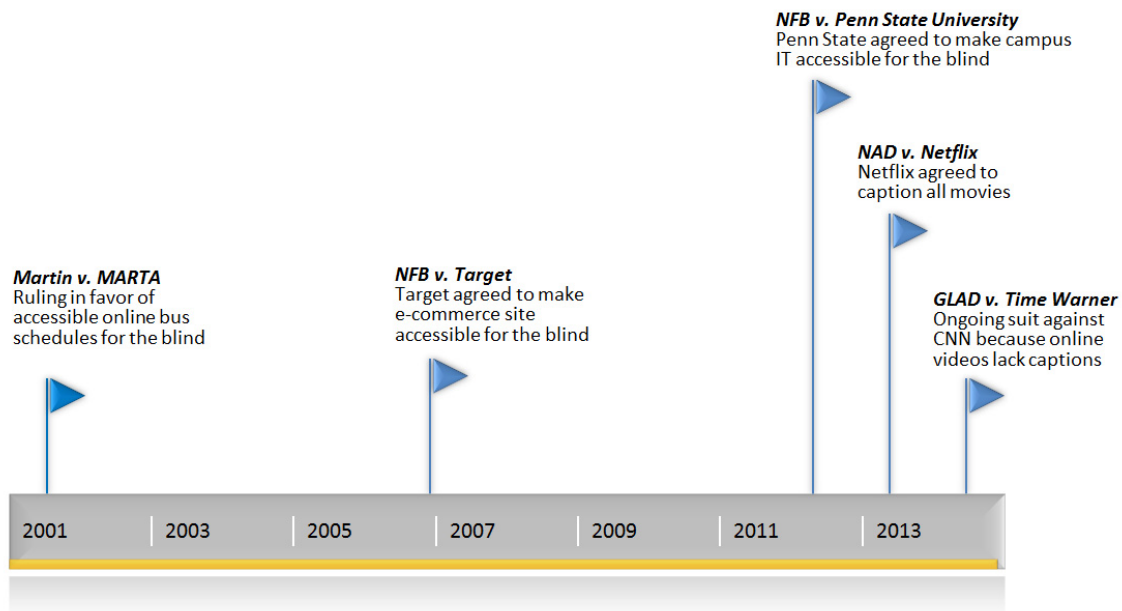 NFB v. Penn State University
Penn State agreed to make campus
IT accessible for the blind
NAD v. Netflix
Netflix agreed to
caption all movies
Martin v. MARTA
Ruling in favor of
accessible online bus
schedules for the blind
NFB v. Target
Target agreed to make
e-commerce site
accessible for the blind
GLAD v. Time Warner
Ongoing suit against
CNN because online
videos lack captions
2001
2003
2005
2007
2009
2011
2013